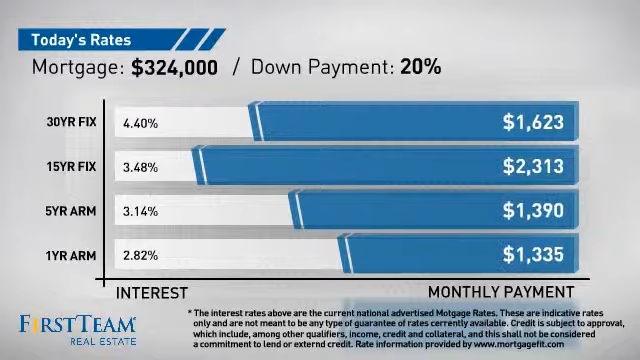 Today's Rates
Mortgage: $324,000 / Down Payment: 20%
30YR FIX 4.40% $1,623
15YR FIX 3.48% $2,313
5YR ARM 3.14% $1,390
1YR ARM 2.82% $1,335
INTEREST MONTHLY PAYMENT
FIRSTTEAM®
REAL ESTATE
* The interest rates above are the current national advertised Motgage Rates. These are indicative rates
only and are not meant to be any type of guarantee of rates cerrently available. Credit is subject to approval,
which include, among other qualifiers, income, credit and collateral, and this shall not be considered
a commitment to lend or externd credit. Rate information provided by www.mortgagefit.com